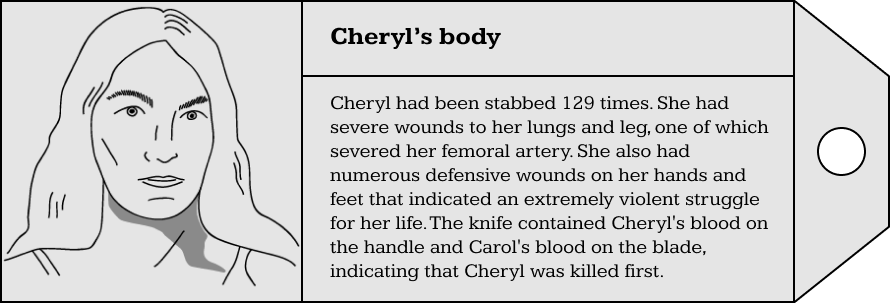 Cheryl’s body
Cheryl had been stabbed 129 times. She had
severe wounds to her lungs and leg, one of which
severed her femoral artery. She also had
numerous defensive wounds on her hands and
feet that indicated an extremely violent struggle
for her life. The knife contained Cheryl's blood on
the handle and Carol's blood on the blade,
indicating that Cheryl was killed first.